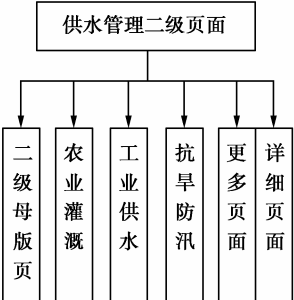 供水管理二级页面
二级母版页
农业灌溉
工业供水
抗旱防汛
更多页面
详细页面